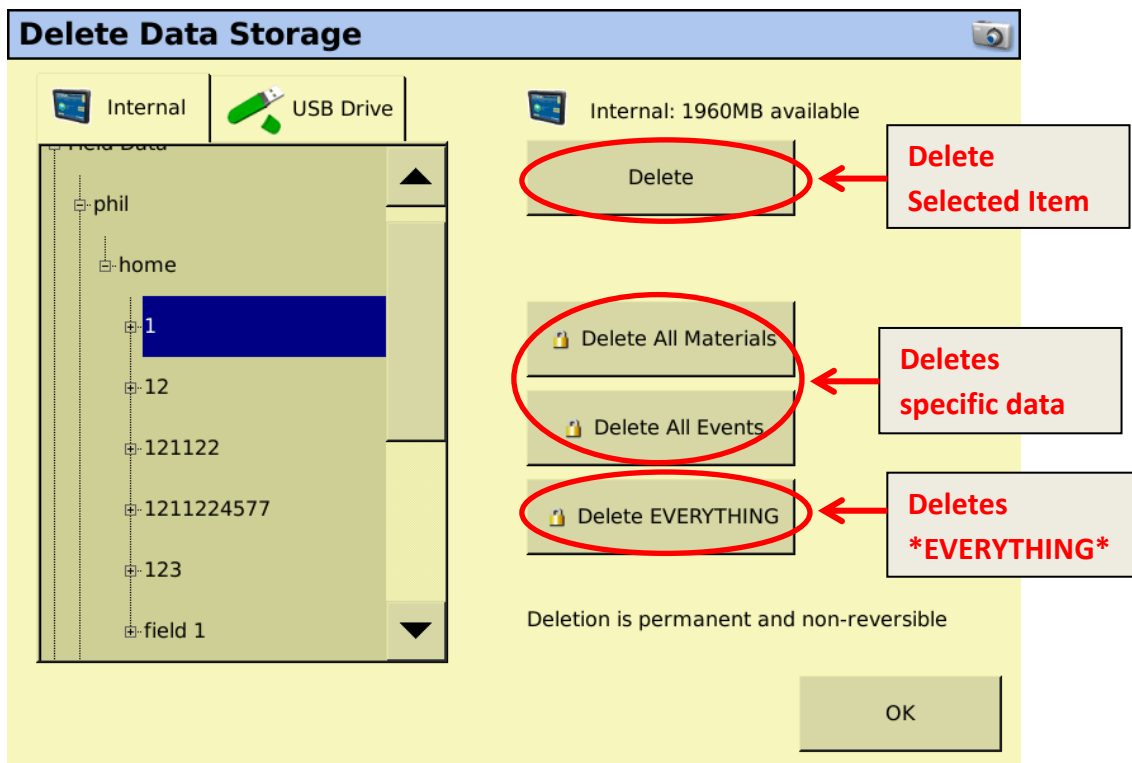 Delete Data Storage
Internal
USB Drive
Field Data
phil
home
1
12
121122
1211224577
123
field 1
Internal: 1960MB available
Delete
Delete
Selected Item
Delete All Materials
Delete All Events
Deletes
specific data
Delete EVERYTHING
Deletes
*EVERYTHING*
Deletion is permanent and non-reversible
OK